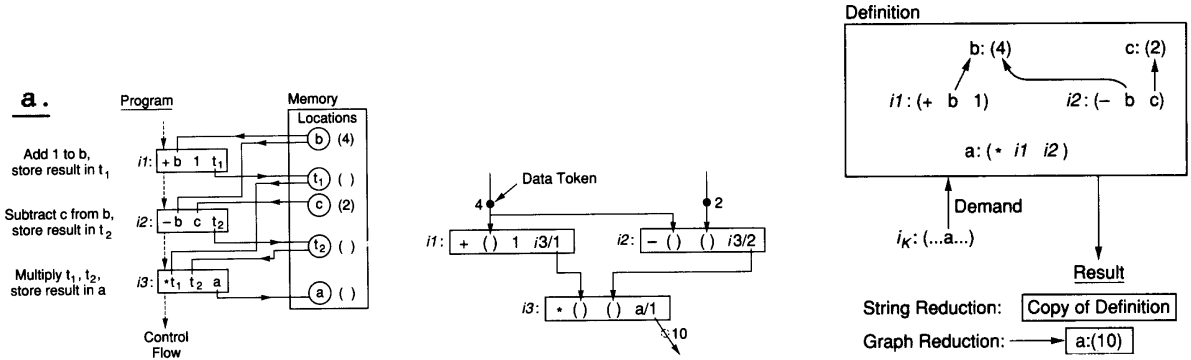 a.
Program
Memory
Locations
b (4)
Add 1 to b,
store result in t₁
i1: + b 1 t₁
t₁ ( )
c (2)
Subtract c from b,
store result in t₂
i2: – b c t₂
t₂ ( )
Multiply t₁, t₂,
store result in a
i3: * t₁ t₂ a
a ( )
Control
Flow
Data Token
4
2
i1: + ( ) 1 i3/1
i2: – ( ) ( ) i3/2
i3: * ( ) ( ) a/1
10
Definition
b: (4)
c: (2)
i1: (+ b 1)
i2: (– b c)
a: (* i1 i2 )
Demand
iK: (...a...)
Result
String Reduction: Copy of Definition
Graph Reduction: a:(10)